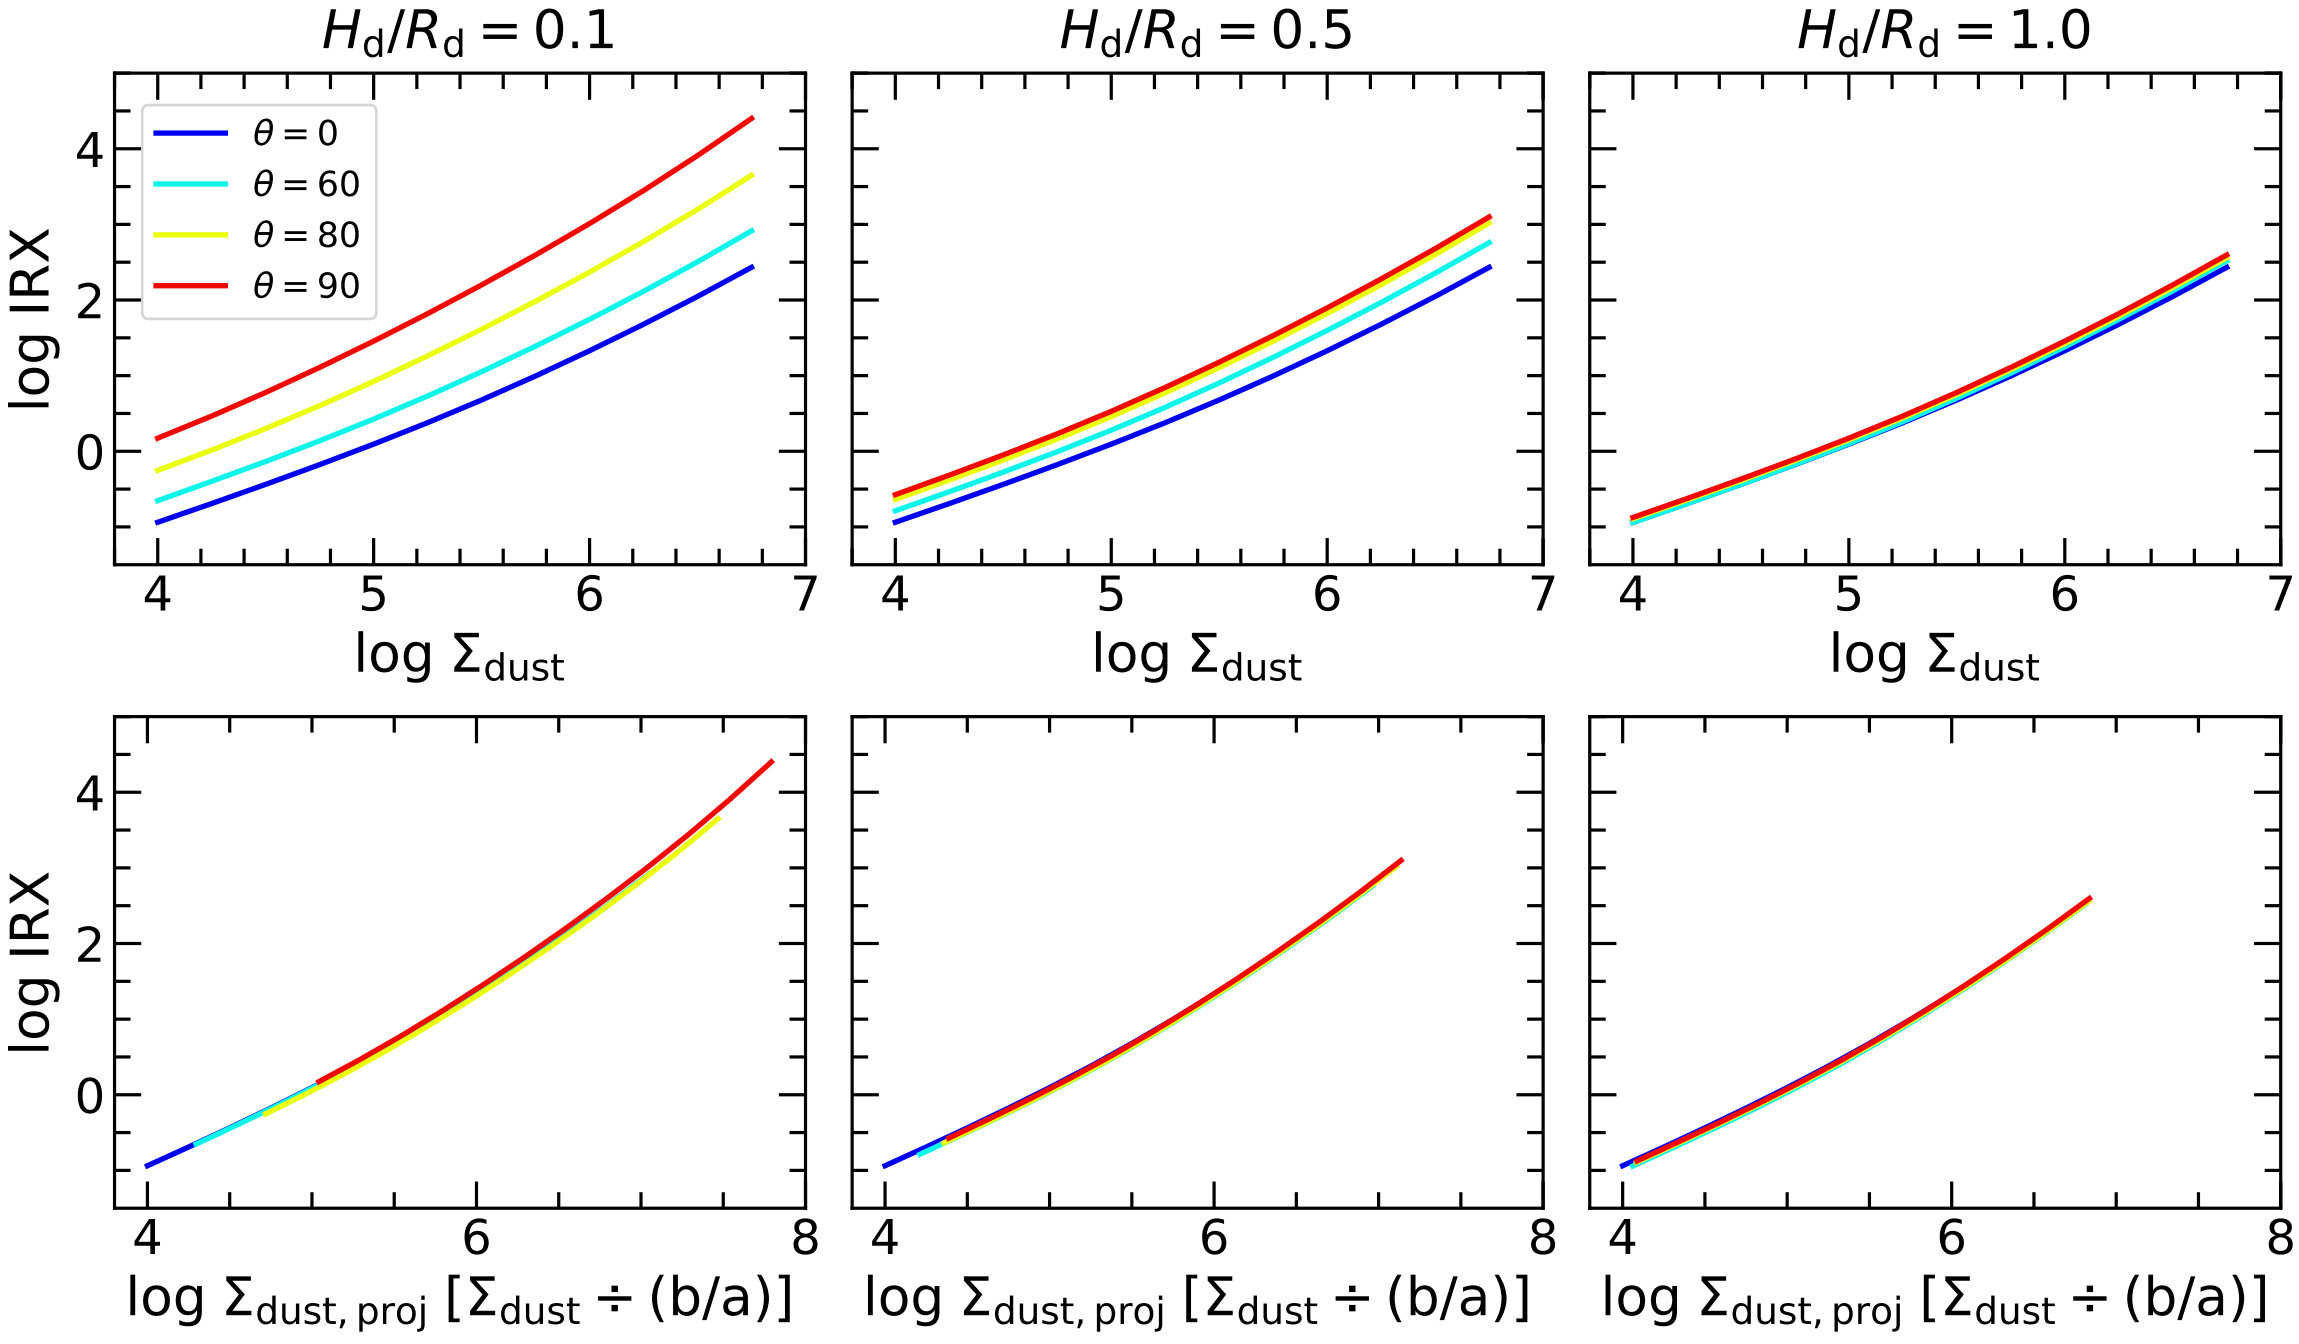 H_d/R_d = 0.1
H_d/R_d = 0.5
H_d/R_d = 1.0
log IRX
4
2
0
θ = 0
θ = 60
θ = 80
θ = 90
4 5 6 7
4 5 6 7
4 5 6 7
log Σ_dust
log Σ_dust
log Σ_dust
log IRX
4
2
0
4 6 8
4 6 8
4 6 8
log Σ_dust, proj [Σ_dust ÷ (b/a)]
log Σ_dust, proj [Σ_dust ÷ (b/a)]
log Σ_dust, proj [Σ_dust ÷ (b/a)]